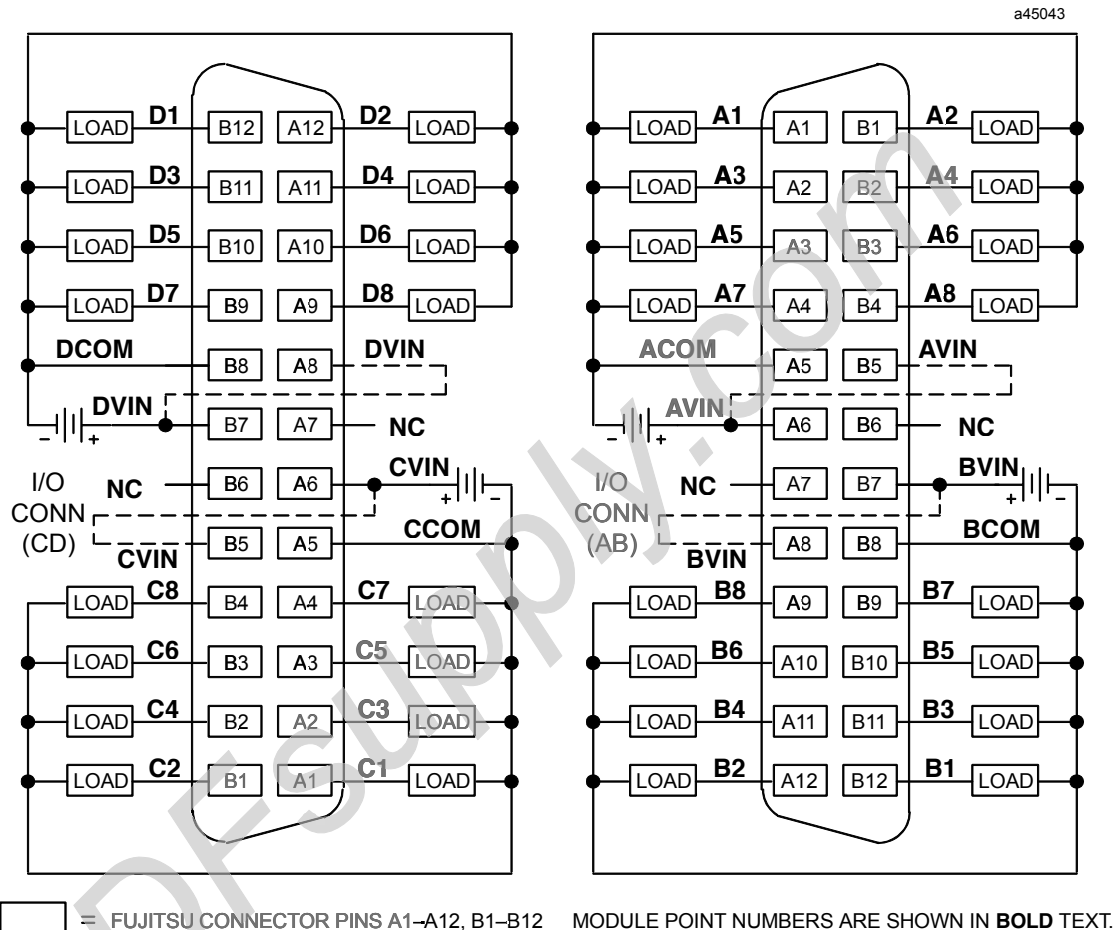 a45043
LOAD D1 B12 A12 D2 LOAD
LOAD D3 B11 A11 D4 LOAD
LOAD D5 B10 A10 D6 LOAD
LOAD D7 B9 A9 D8 LOAD
DCOM B8 A8 DVIN
- + DVIN B7 A7 NC
I/O
CONN
(CD)
NC B6 A6 CVIN + -
CVIN B5 A5 CCOM
LOAD C8 B4 A4 C7 LOAD
LOAD C6 B3 A3 C5 LOAD
LOAD C4 B2 A2 C3 LOAD
LOAD C2 B1 A1 C1 LOAD
LOAD A1 A1 B1 A2 LOAD
LOAD A3 A2 B2 A4 LOAD
LOAD A5 A3 B3 A6 LOAD
LOAD A7 A4 B4 A8 LOAD
ACOM A5 B5 AVIN
- + AVIN A6 B6 NC
I/O
CONN
(AB)
NC A7 B7 BVIN + -
BVIN A8 B8 BCOM
LOAD B8 A9 B9 B7 LOAD
LOAD B6 A10 B10 B5 LOAD
LOAD B4 A11 B11 B3 LOAD
LOAD B2 A12 B12 B1 LOAD
= FUJITSU CONNECTOR PINS A1–A12, B1–B12
MODULE POINT NUMBERS ARE SHOWN IN BOLD TEXT.
PDFsupply.com